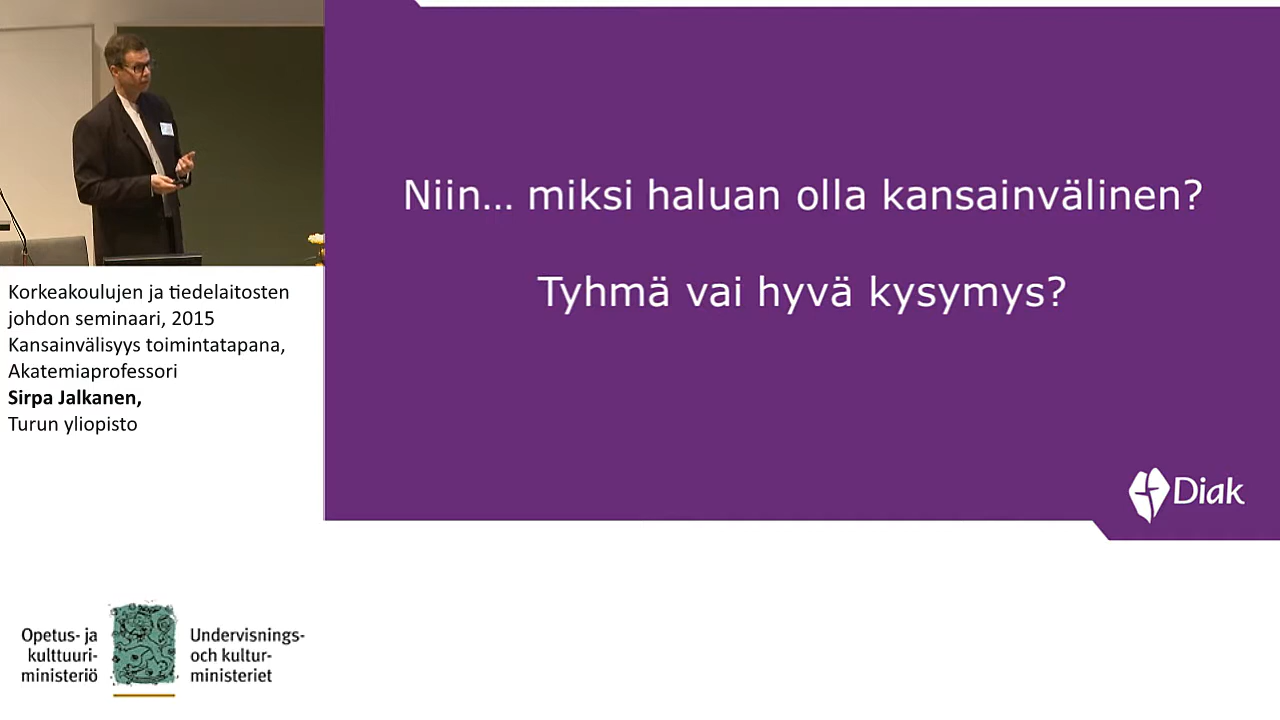 Niin... miksi haluan olla kansainvälinen?
Tyhmä vai hyvä kysymys?
Diak
Korkeakoulujen ja tiedelaitosten
johdon seminaari, 2015
Kansainvälisyys toimintatapana,
Akatemiaprofessori
Sirpa Jalkanen,
Turun yliopisto
Opetus- ja
kulttuuri-
ministeriö
Undervisnings-
och kultur-
ministeriet